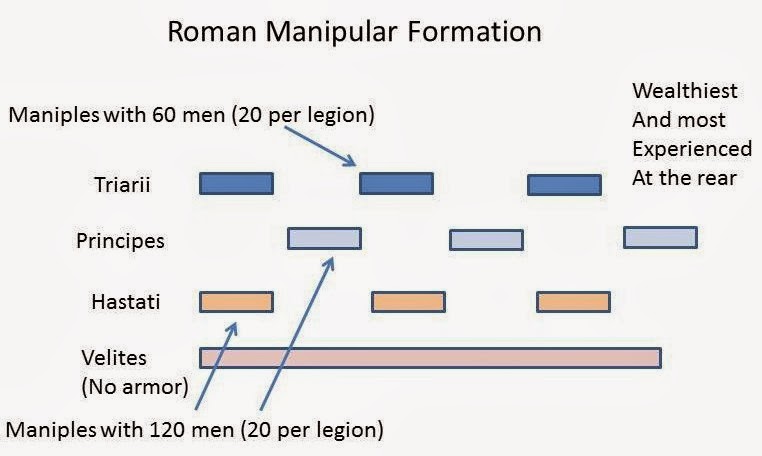 Roman Manipular Formation
Wealthiest
And most
Experienced
At the rear
Maniples with 60 men (20 per legion)
Triarii
Principes
Hastati
Velites
(No armor)
Maniples with 120 men (20 per legion)